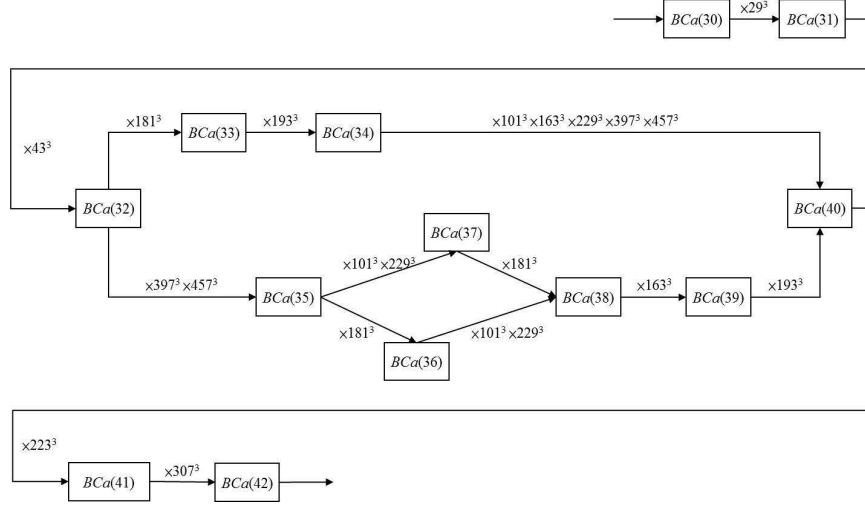 BCa(30) ×29³ BCa(31)
×43³
×181³ BCa(33) ×193³ BCa(34) ×101³ ×163³ ×229³ ×397³ ×457³
BCa(32) BCa(40)
BCa(37)
×101³ ×229³ ×181³
×397³ ×457³ BCa(35) BCa(38) ×163³ BCa(39) ×193³
×181³ ×101³ ×229³
BCa(36)
×223³
BCa(41) ×307³ BCa(42)